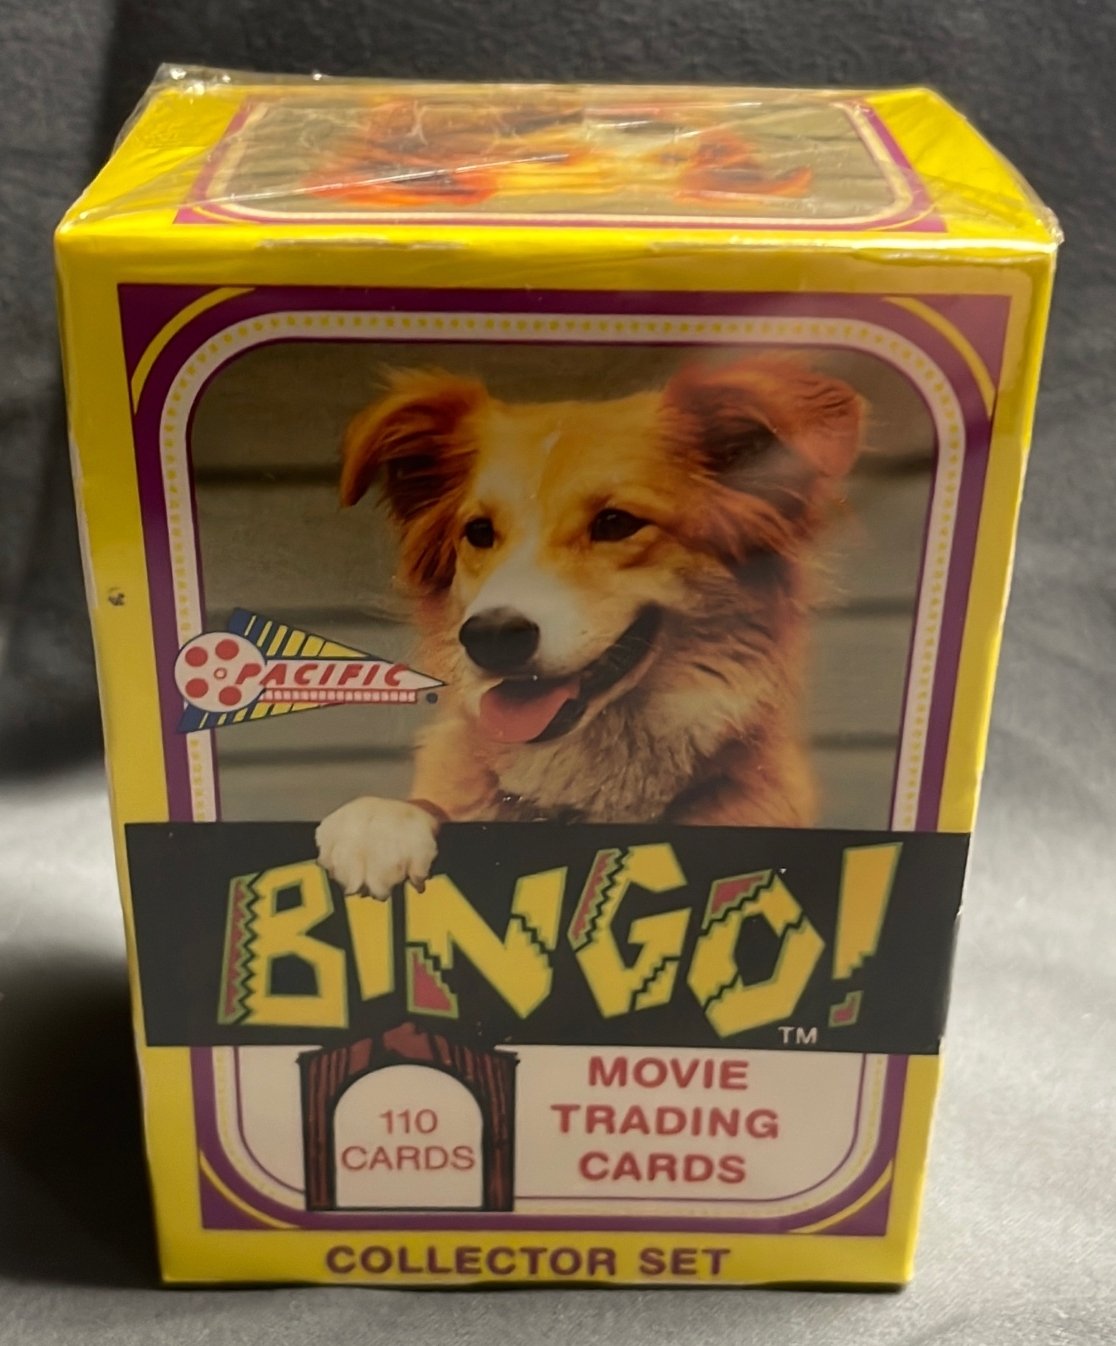 PACIFIC
BINGO!
TM
110
CARDS
MOVIE
TRADING
CARDS
COLLECTOR SET